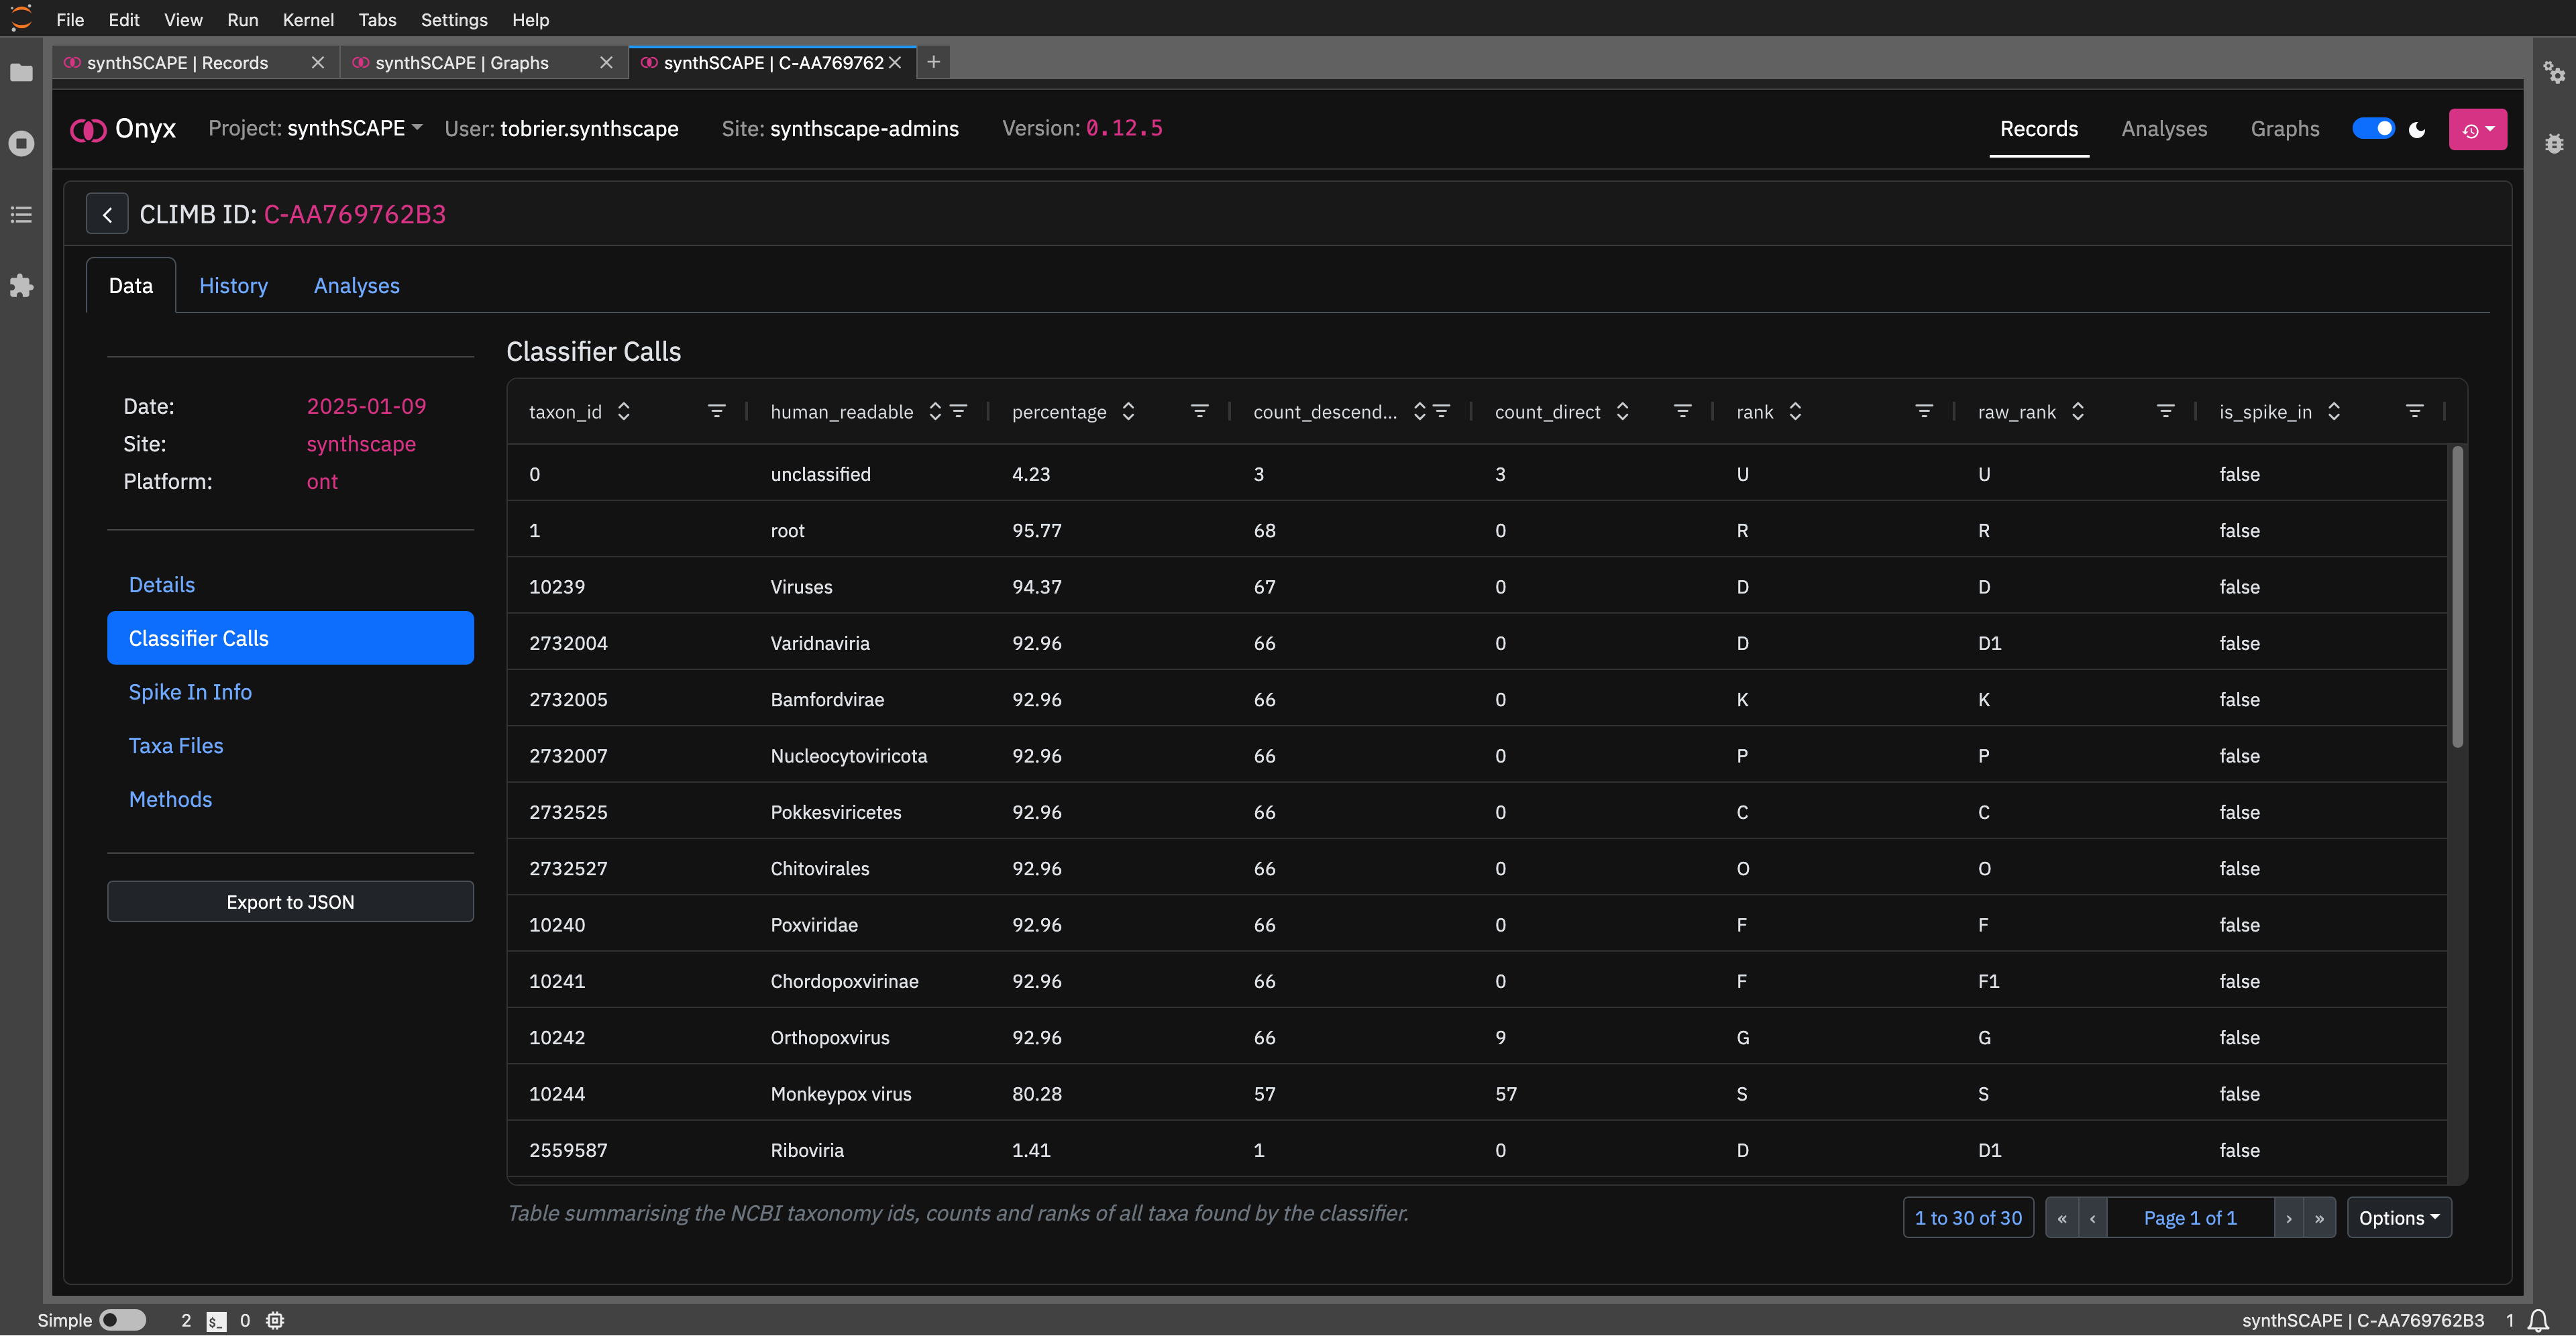 File Edit View Run Kernel Tabs Settings Help
synthSCAPE | Records synthSCAPE | Graphs synthSCAPE | C-AA769762
Onyx Project: synthSCAPE User: tobrier.synthscape Site: synthscape-admins Version: 0.12.5 Records Analyses Graphs
CLIMB ID: C-AA769762B3
Data History Analyses
Date: 2025-01-09
Site: synthscape
Platform: ont
Details
Classifier Calls
Spike In Info
Taxa Files
Methods
Export to JSON
Classifier Calls
taxon_id human_readable percentage count_descend... count_direct rank raw_rank is_spike_in
0 unclassified 4.23 3 3 U U false
1 root 95.77 68 0 R R false
10239 Viruses 94.37 67 0 D D false
2732004 Varidnaviria 92.96 66 0 D D1 false
2732005 Bamfordvirae 92.96 66 0 K K false
2732007 Nucleocytoviricota 92.96 66 0 P P false
2732525 Pokkesviricetes 92.96 66 0 C C false
2732527 Chitovirales 92.96 66 0 O O false
10240 Poxviridae 92.96 66 0 F F false
10241 Chordopoxvirinae 92.96 66 0 F F1 false
10242 Orthopoxvirus 92.96 66 9 G G false
10244 Monkeypox virus 80.28 57 57 S S false
2559587 Riboviria 1.41 1 0 D D1 false
Table summarising the NCBI taxonomy ids, counts and ranks of all taxa found by the classifier.
1 to 30 of 30 « ‹ Page 1 of 1 › » Options
Simple 2 $_ 0 synthSCAPE | C-AA769762B3 1